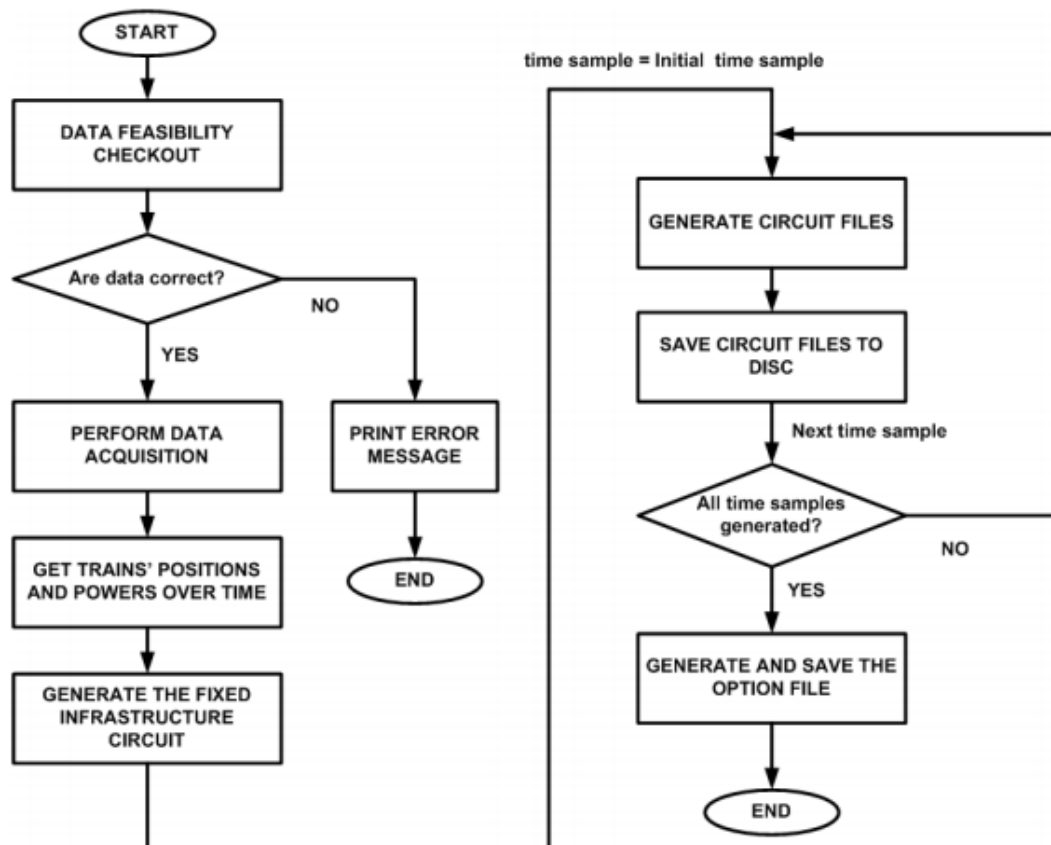 START
DATA FEASIBILITY
CHECKOUT
Are data correct?
NO
YES
PERFORM DATA
ACQUISITION
PRINT ERROR
MESSAGE
GET TRAINS' POSITIONS
AND POWERS OVER TIME
END
GENERATE THE FIXED
INFRASTRUCTURE
CIRCUIT
time sample = Initial time sample
GENERATE CIRCUIT FILES
SAVE CIRCUIT FILES TO
DISC
Next time sample
All time samples
generated?
NO
YES
GENERATE AND SAVE THE
OPTION FILE
END